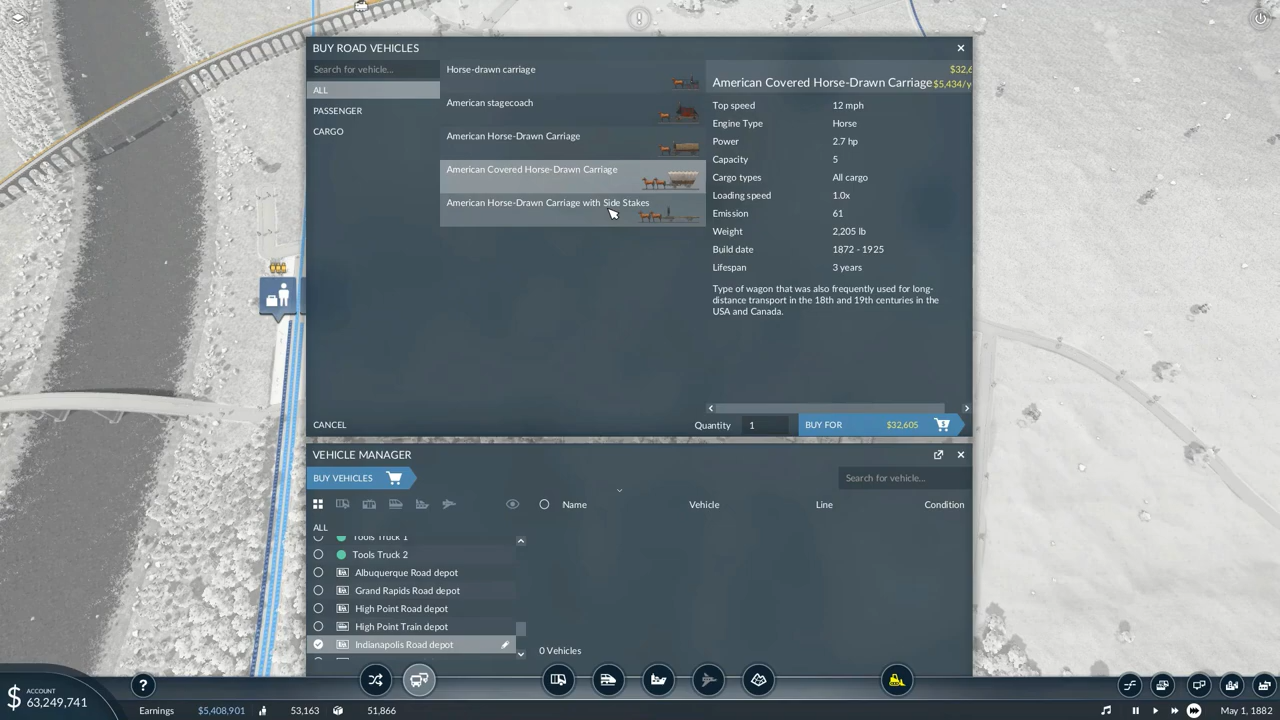 BUY ROAD VEHICLES
Search for vehicle...
ALL
PASSENGER
CARGO
Horse-drawn carriage
American stagecoach
American Horse-Drawn Carriage
American Covered Horse-Drawn Carriage
American Horse-Drawn Carriage with Side Stakes
$32,6
American Covered Horse-Drawn Carriage $5,434/y
Top speed 12 mph
Engine Type Horse
Power 2.7 hp
Capacity 5
Cargo types All cargo
Loading speed 1.0x
Emission 61
Weight 2,205 lb
Build date 1872 - 1925
Lifespan 3 years
Type of wagon that was also frequently used for long-
distance transport in the 18th and 19th centuries in the
USA and Canada.
CANCEL
Quantity 1 BUY FOR $32,605
VEHICLE MANAGER
BUY VEHICLES
Search for vehicle...
Name Vehicle Line Condition
ALL
Tools Truck 1
Tools Truck 2
Albuquerque Road depot
Grand Rapids Road depot
High Point Road depot
High Point Train depot
Indianapolis Road depot
0 Vehicles
$ ACCOUNT
63,249,741
?
Earnings $5,408,901 53,163 51,866
May 1, 1882